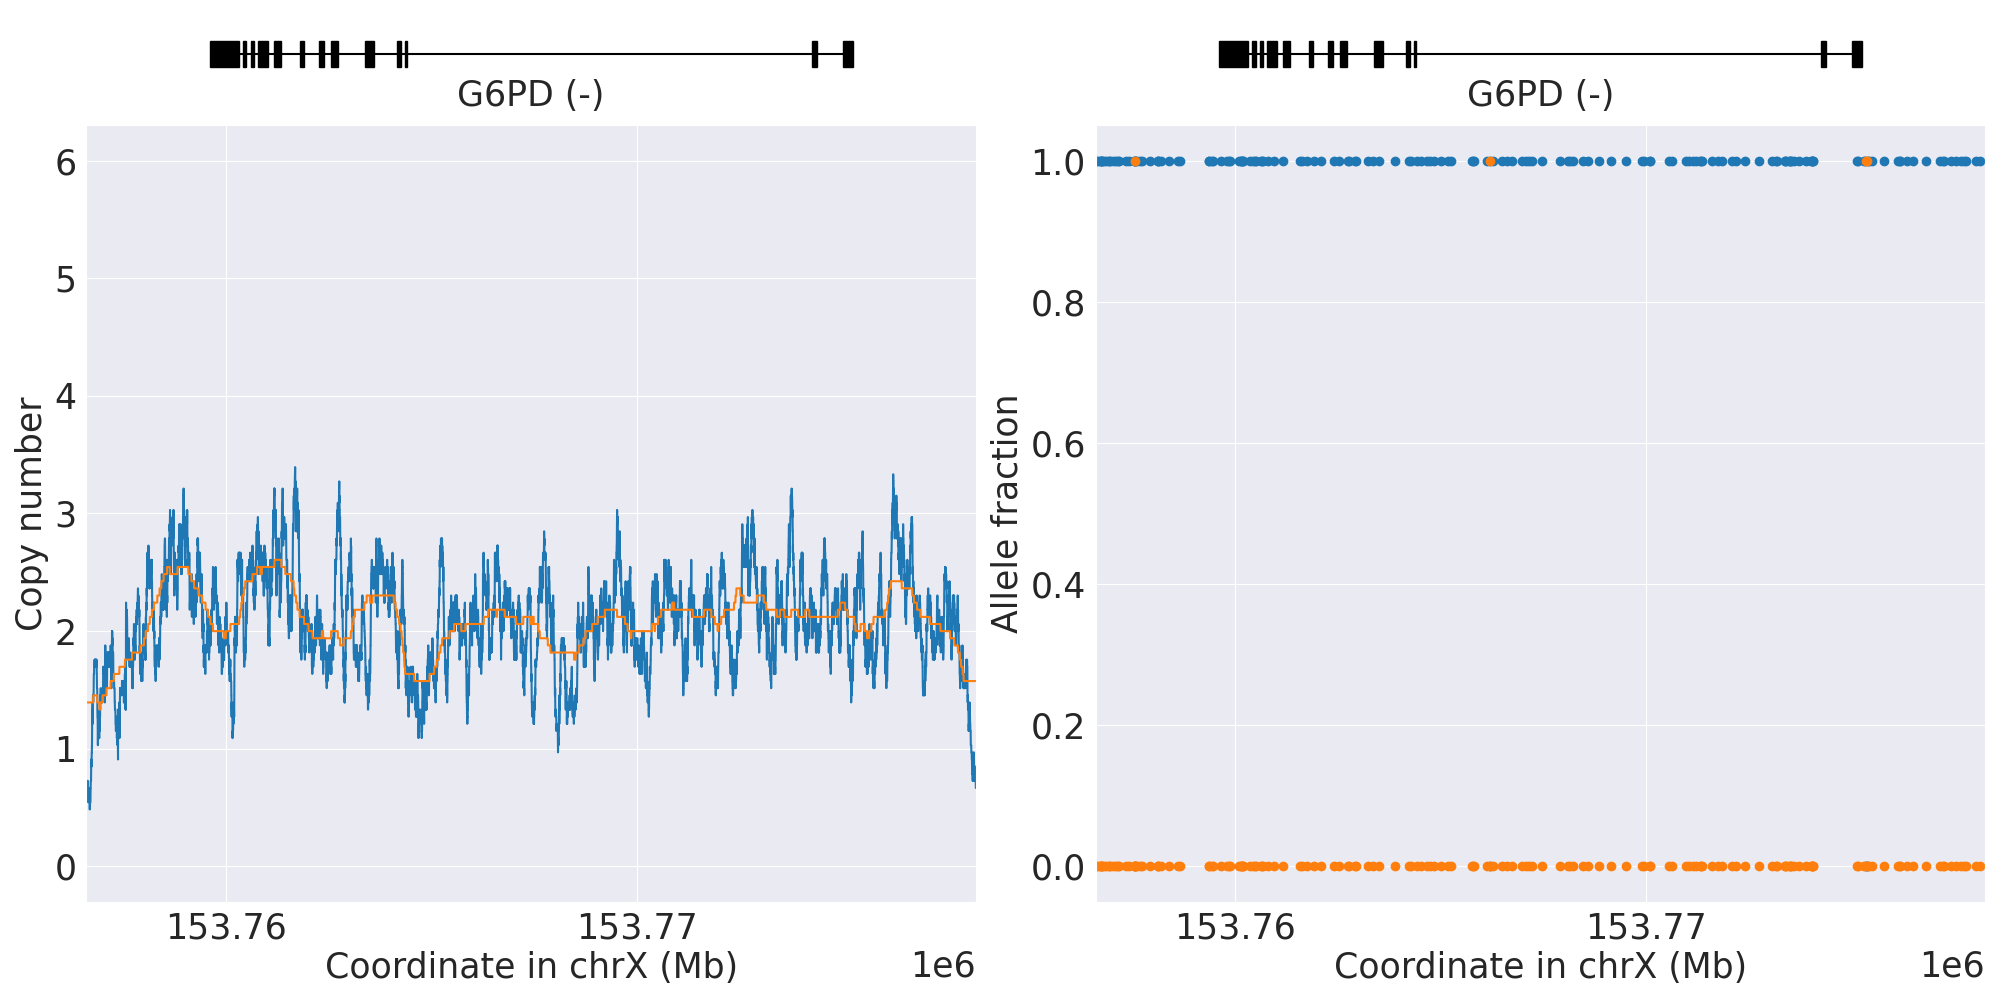 G6PD (-)
G6PD (-)
Copy number
6
5
4
3
2
1
0
153.76
153.77
Coordinate in chrX (Mb)
1e6
Allele fraction
1.0
0.8
0.6
0.4
0.2
0.0
153.76
153.77
Coordinate in chrX (Mb)
1e6